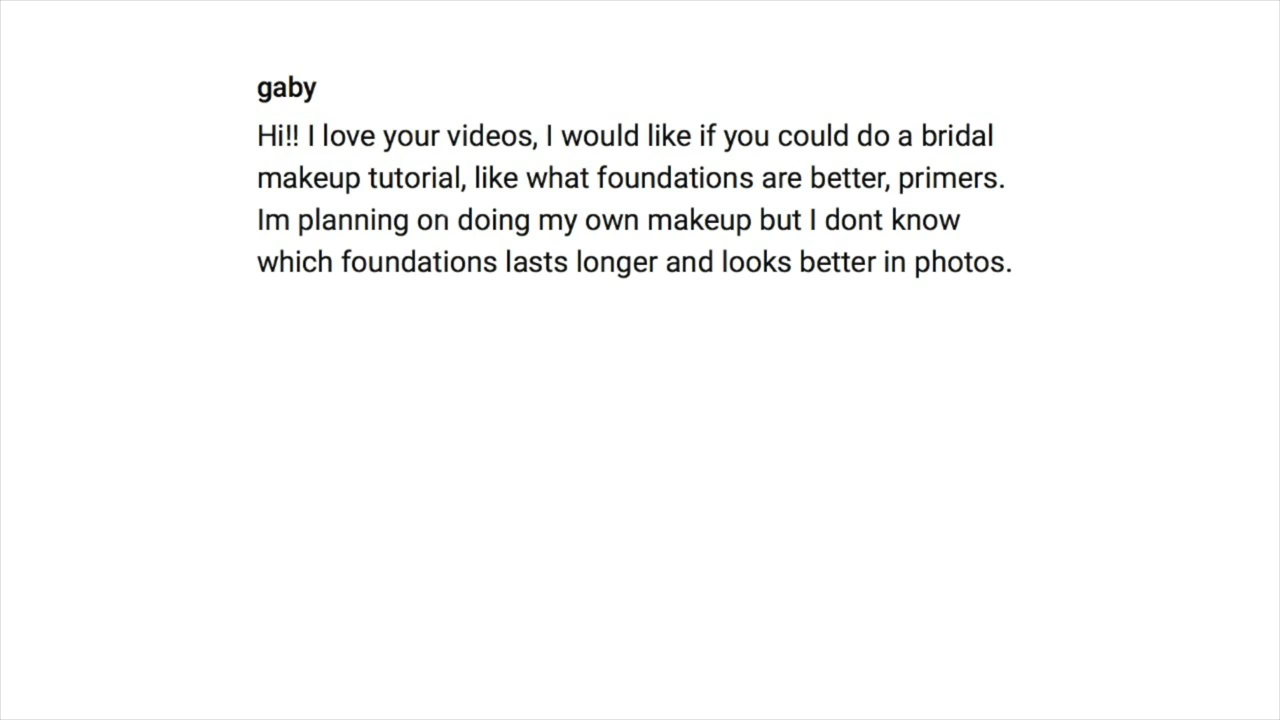 gaby
Hi!! I love your videos, I would like if you could do a bridal
makeup tutorial, like what foundations are better, primers.
Im planning on doing my own makeup but I dont know
which foundations lasts longer and looks better in photos.